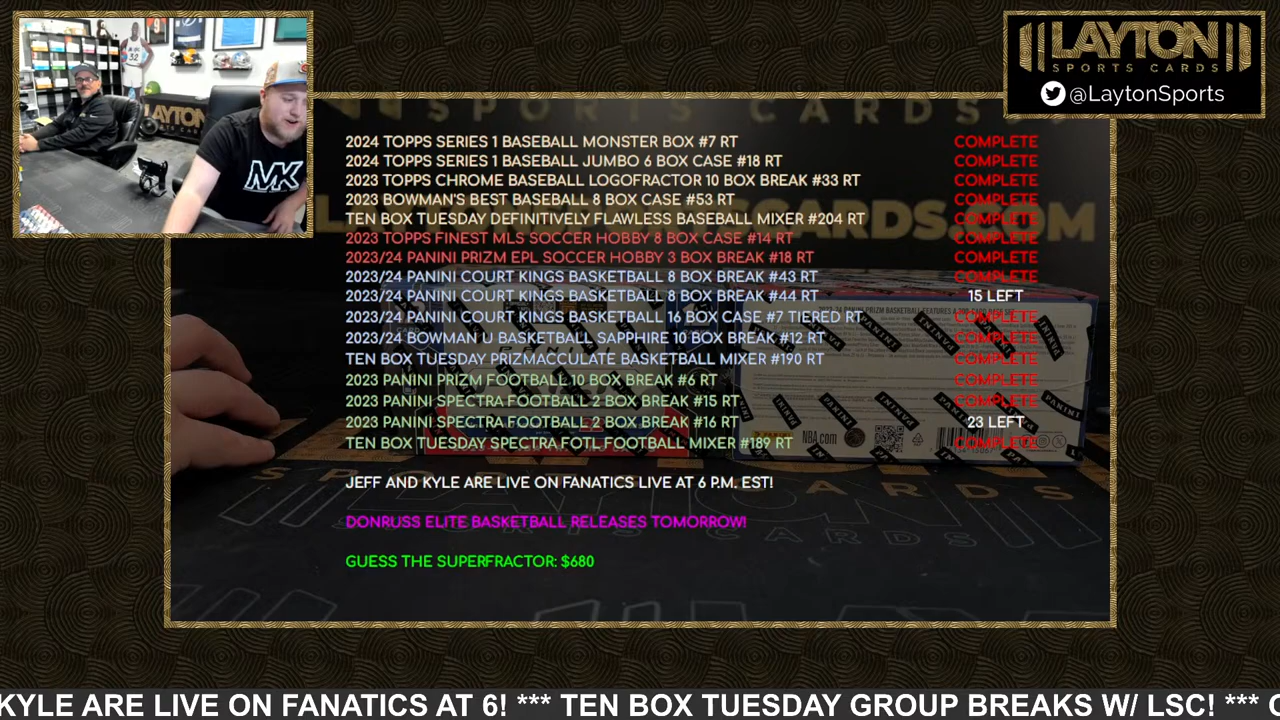 LAYTON
SPORTS CARDS
@LaytonSports
MK
32
LAYTON
SPORTS CARDS
SPORTS CARDS
2024 TOPPS SERIES 1 BASEBALL MONSTER BOX #7 RT COMPLETE
2024 TOPPS SERIES 1 BASEBALL JUMBO 6 BOX CASE #18 RT COMPLETE
2023 TOPPS CHROME BASEBALL LOGOFRACTOR 10 BOX BREAK #33 RT COMPLETE
2023 BOWMAN'S BEST BASEBALL 8 BOX CASE #53 RT COMPLETE
TEN BOX TUESDAY DEFINITIVELY FLAWLESS BASEBALL MIXER #204 RT COMPLETE
2023 TOPPS FINEST MLS SOCCER HOBBY 8 BOX CASE #14 RT COMPLETE
2023/24 PANINI PRIZM EPL SOCCER HOBBY 3 BOX BREAK #18 RT COMPLETE
2023/24 PANINI COURT KINGS BASKETBALL 8 BOX BREAK #43 RT COMPLETE
2023/24 PANINI COURT KINGS BASKETBALL 8 BOX BREAK #44 RT 15 LEFT
2023/24 PANINI COURT KINGS BASKETBALL 16 BOX CASE #7 TIERED RT COMPLETE
2023/24 BOWMAN U BASKETBALL SAPPHIRE 10 BOX BREAK #12 RT COMPLETE
TEN BOX TUESDAY PRIZMACCULATE BASKETBALL MIXER #190 RT COMPLETE
2023 PANINI PRIZM FOOTBALL 10 BOX BREAK #6 RT COMPLETE
2023 PANINI SPECTRA FOOTBALL 2 BOX BREAK #15 RT COMPLETE
2023 PANINI SPECTRA FOOTBALL 2 BOX BREAK #16 RT 23 LEFT
TEN BOX TUESDAY SPECTRA FOTL FOOTBALL MIXER #189 RT COMPLETE
JEFF AND KYLE ARE LIVE ON FANATICS LIVE AT 6 P.M. EST!
DONRUSS ELITE BASKETBALL RELEASES TOMORROW!
GUESS THE SUPERFRACTOR: $680
KYLE ARE LIVE ON FANATICS AT 6! *** TEN BOX TUESDAY GROUP BREAKS W/ LSC! ***